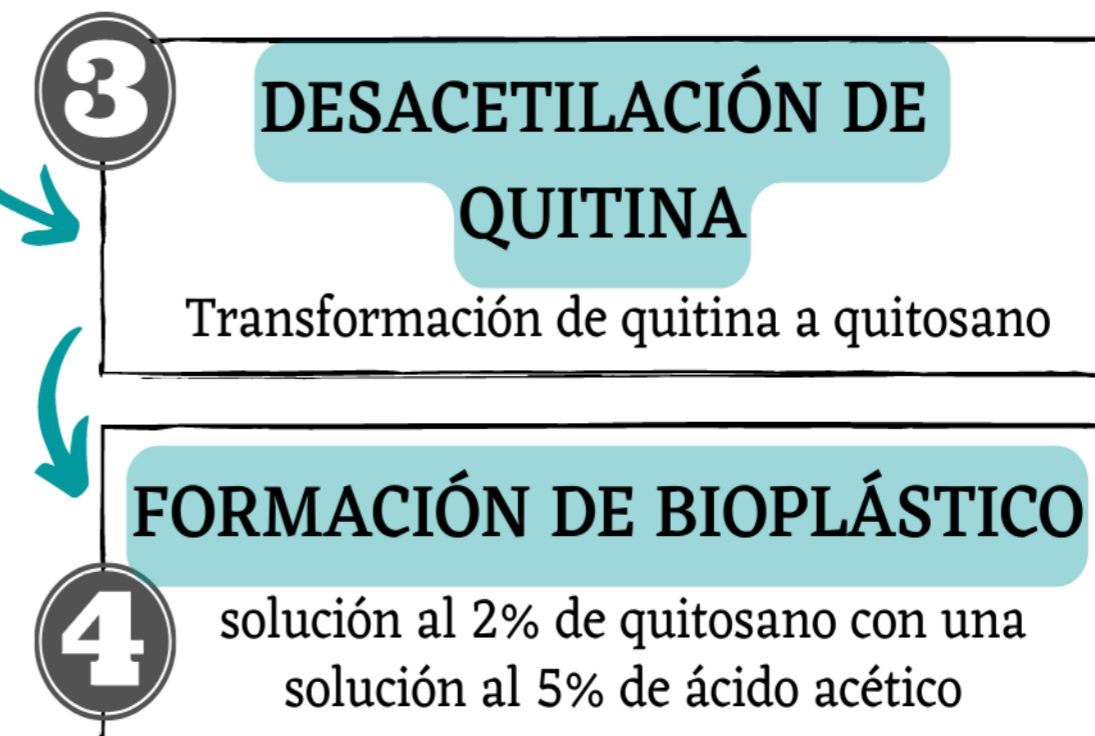 3
DESACETILACIÓN DE
QUITINA
Transformación de quitina a quitosano
FORMACIÓN DE BIOPLÁSTICO
4
solución al 2% de quitosano con una
solución al 5% de ácido acético